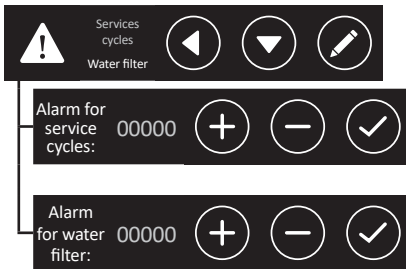 Services
cycles
Water filter
Alarm for
service
cycles:
00000
Alarm
for water
filter:
00000